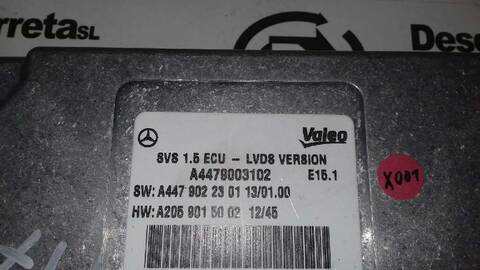 rretaSL
Dese
Valeo
SVS 1.5 ECU - LVDS VERSION
A4479003102 E15.1
SW: A447 902 23 01 13/01.00
HW: A205 901 50 02 12/45
X001